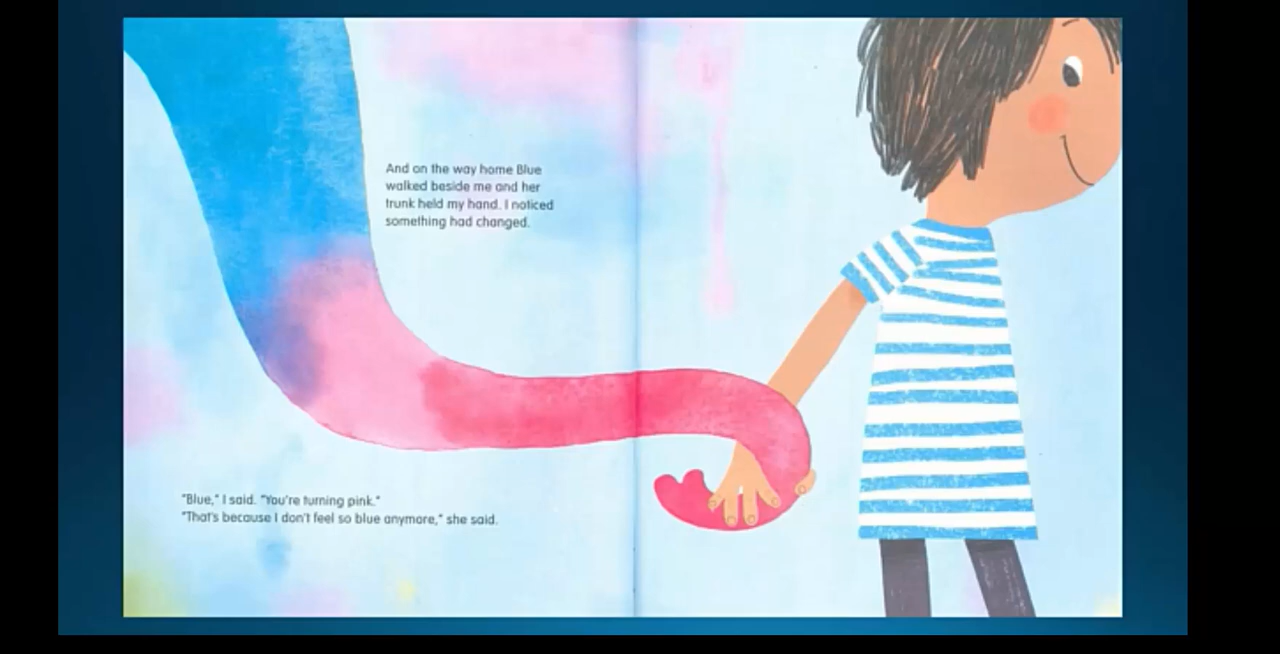 And on the way home Blue
walked beside me and her
trunk held my hand. I noticed
something had changed.
"Blue," I said. "You're turning pink."
"That's because I don't feel so blue anymore," she said.